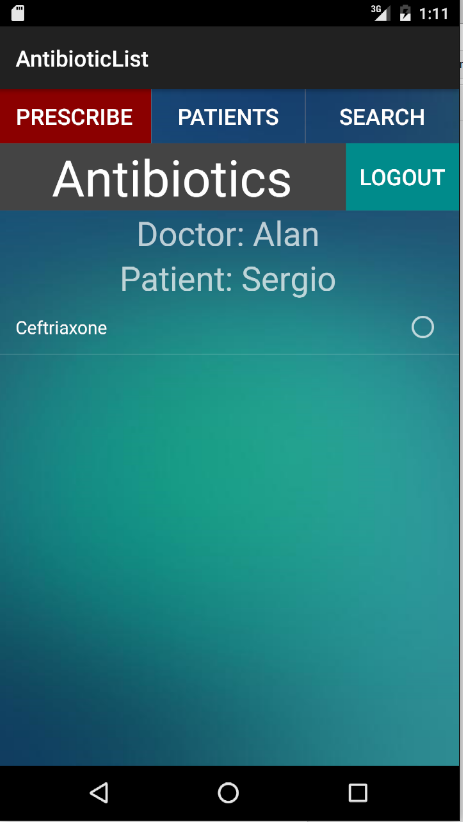 3G 1:11
AntibioticList
PRESCRIBE PATIENTS SEARCH
Antibiotics LOGOUT
Doctor: Alan
Patient: Sergio
Ceftriaxone